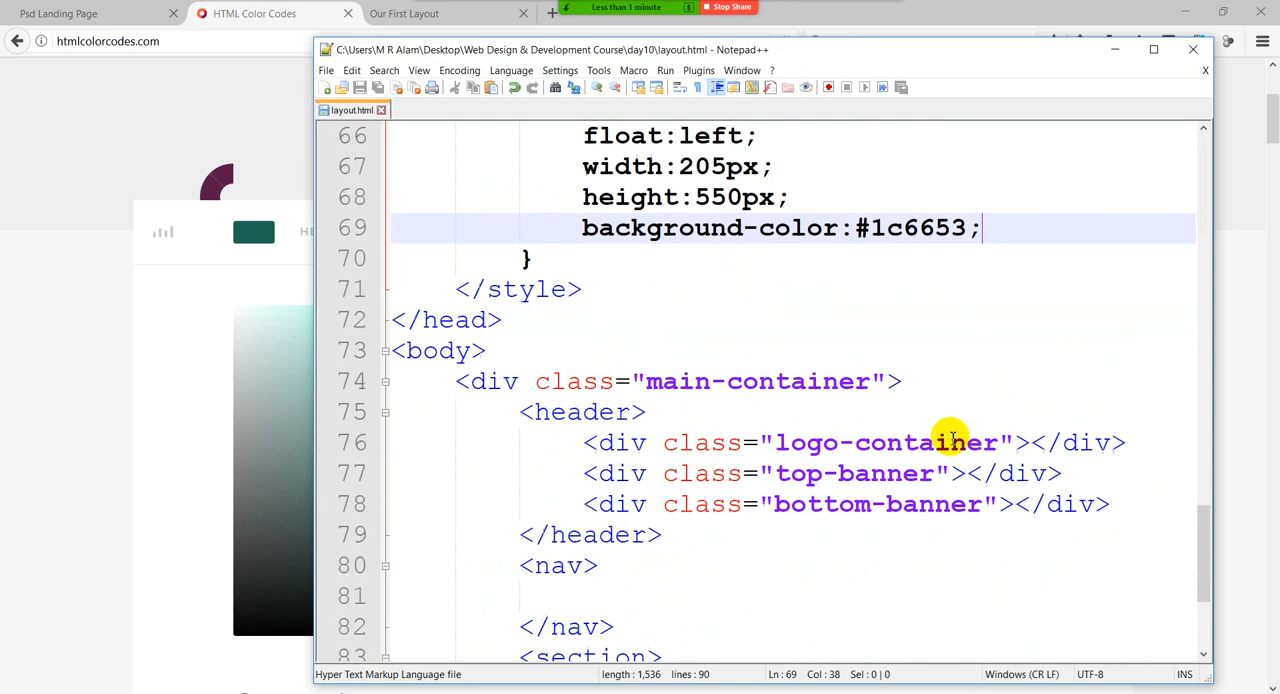 Psd Landing Page
HTML Color Codes
Our First Layout
Less than 1 minute
Stop Share
htmlcolorcodes.com
C:\Users\M R Alam\Desktop\Web Design & Development Course\day10\layout.html - Notepad++
File Edit Search View Encoding Language Settings Tools Macro Run Plugins Window ? X
layout.html
66 float:left;
67 width:205px;
68 height:550px;
69 background-color:#1c6653;
70 }
71 </style>
72 </head>
73 <body>
74 <div class="main-container">
75 <header>
76 <div class="logo-container"></div>
77 <div class="top-banner"></div>
78 <div class="bottom-banner"></div>
79 </header>
80 <nav>
81
82 </nav>
83 <section>
HE
Hyper Text Markup Language file length : 1,536 lines : 90 Ln : 69 Col : 38 Sel : 0 | 0 Windows (CR LF) UTF-8 INS